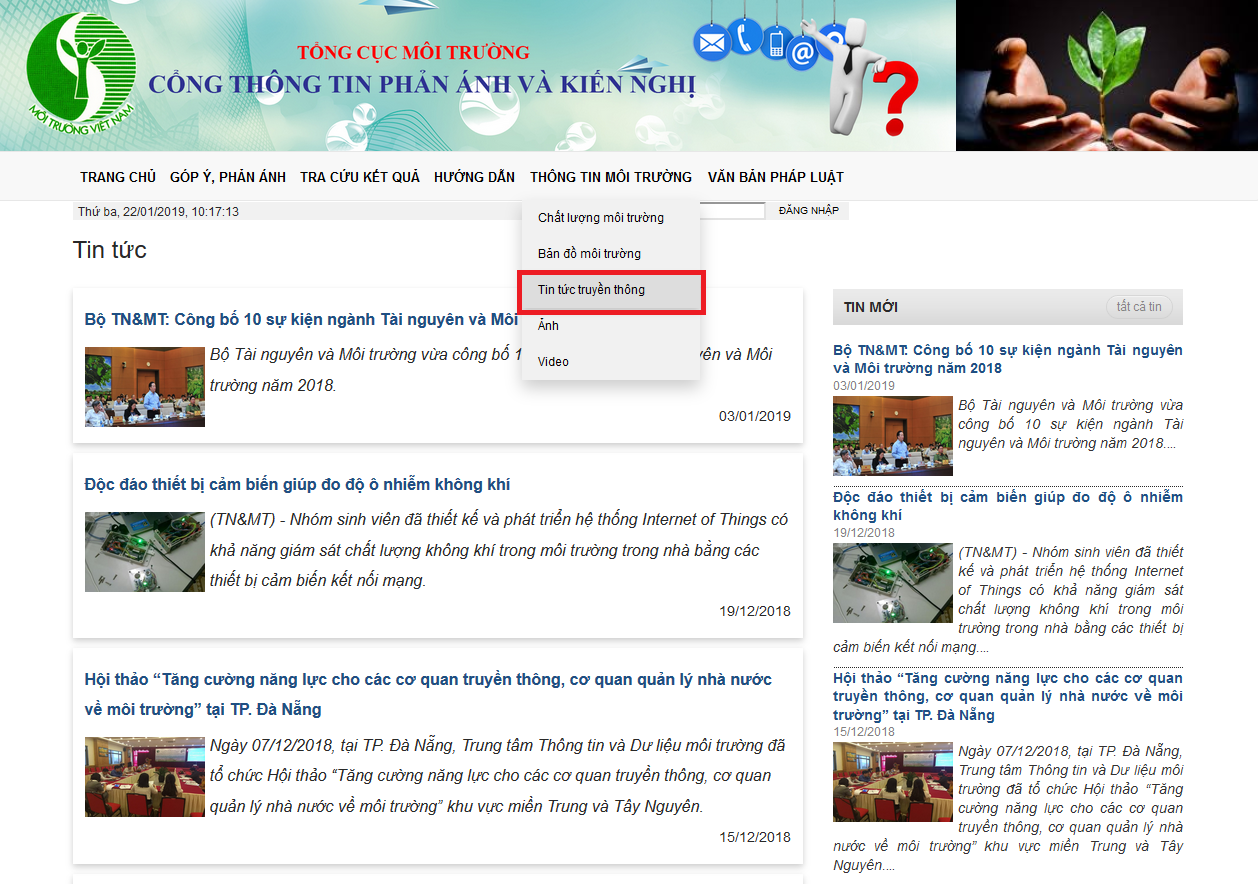 TỔNG CỤC MÔI TRƯỜNG
CỔNG THÔNG TIN PHẢN ÁNH VÀ KIẾN NGHỊ
MÔI TRƯỜNG VIỆT NAM
TRANG CHỦ GÓP Ý, PHẢN ÁNH TRA CỨU KẾT QUẢ HƯỚNG DẪN THÔNG TIN MÔI TRƯỜNG VĂN BẢN PHÁP LUẬT
Thứ ba, 22/01/2019, 10:17:13
ĐĂNG NHẬP
Chất lượng môi trường
Bản đồ môi trường
Tin tức truyền thông
Ảnh
Video
Tin tức
Bộ TN&MT: Công bố 10 sự kiện ngành Tài nguyên và Môi
Bộ Tài nguyên và Môi trường vừa công bố 1 yên và Môi
trường năm 2018.
03/01/2019
Độc đáo thiết bị cảm biến giúp đo độ ô nhiễm không khí
(TN&MT) - Nhóm sinh viên đã thiết kế và phát triển hệ thống Internet of Things có
khả năng giám sát chất lượng không khí trong môi trường trong nhà bằng các
thiết bị cảm biến kết nối mạng.
19/12/2018
Hội thảo “Tăng cường năng lực cho các cơ quan truyền thông, cơ quan quản lý nhà nước
về môi trường” tại TP. Đà Nẵng
Ngày 07/12/2018, tại TP. Đà Nẵng, Trung tâm Thông tin và Dư liệu môi trường đã
tổ chức Hội thảo “Tăng cường năng lực cho các cơ quan truyền thông, cơ quan
quản lý nhà nước về môi trường” khu vực miền Trung và Tây Nguyên.
15/12/2018
TIN MỚI
tất cả tin
Bộ TN&MT: Công bố 10 sự kiện ngành Tài nguyên
và Môi trường năm 2018
03/01/2019
Bộ Tài nguyên và Môi trường vừa
công bố 10 sự kiện ngành Tài
nguyên và Môi trường năm 2018....
Độc đáo thiết bị cảm biến giúp đo độ ô nhiễm
không khí
19/12/2018
(TN&MT) - Nhóm sinh viên đã thiết
kế và phát triển hệ thống Internet
of Things có khả năng giám sát
chất lượng không khí trong môi
trường trong nhà bằng các thiết bị
cảm biến kết nối mạng....
Hội thảo “Tăng cường năng lực cho các cơ quan
truyền thông, cơ quan quản lý nhà nước về môi
trường” tại TP. Đà Nẵng
15/12/2018
Ngày 07/12/2018, tại TP. Đà Nẵng,
Trung tâm Thông tin và Dư liệu môi
trường đã tổ chức Hội thảo “Tăng
cường năng lực cho các cơ quan
truyền thông, cơ quan quản lý nhà
nước về môi trường” khu vực miền Trung và Tây
Nguyên....